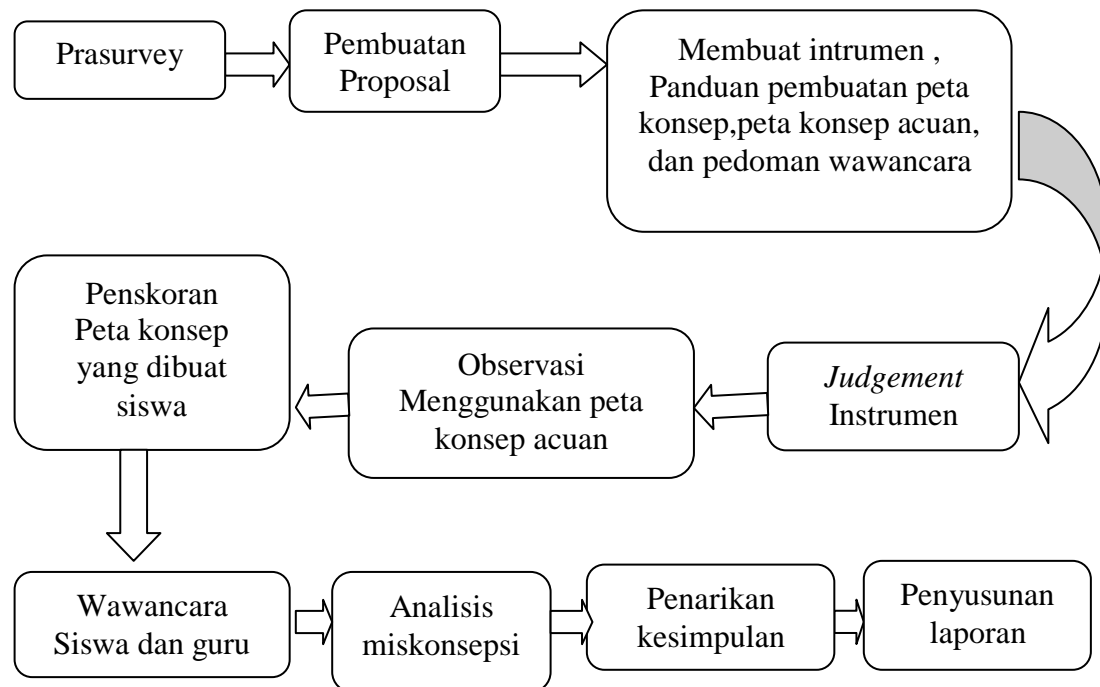 Prasurvey
Pembuatan
Proposal
Membuat intrumen ,
Panduan pembuatan peta
konsep,peta konsep acuan,
dan pedoman wawancara
Judgement
Instrumen
Observasi
Menggunakan peta
konsep acuan
Penskoran
Peta konsep
yang dibuat
siswa
Wawancara
Siswa dan guru
Analisis
miskonsepsi
Penarikan
kesimpulan
Penyusunan
laporan